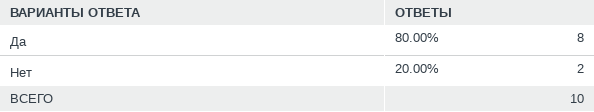 ВАРИАНТЫ ОТВЕТА ОТВЕТЫ
Да 80.00% 8
Нет 20.00% 2
ВСЕГО 10